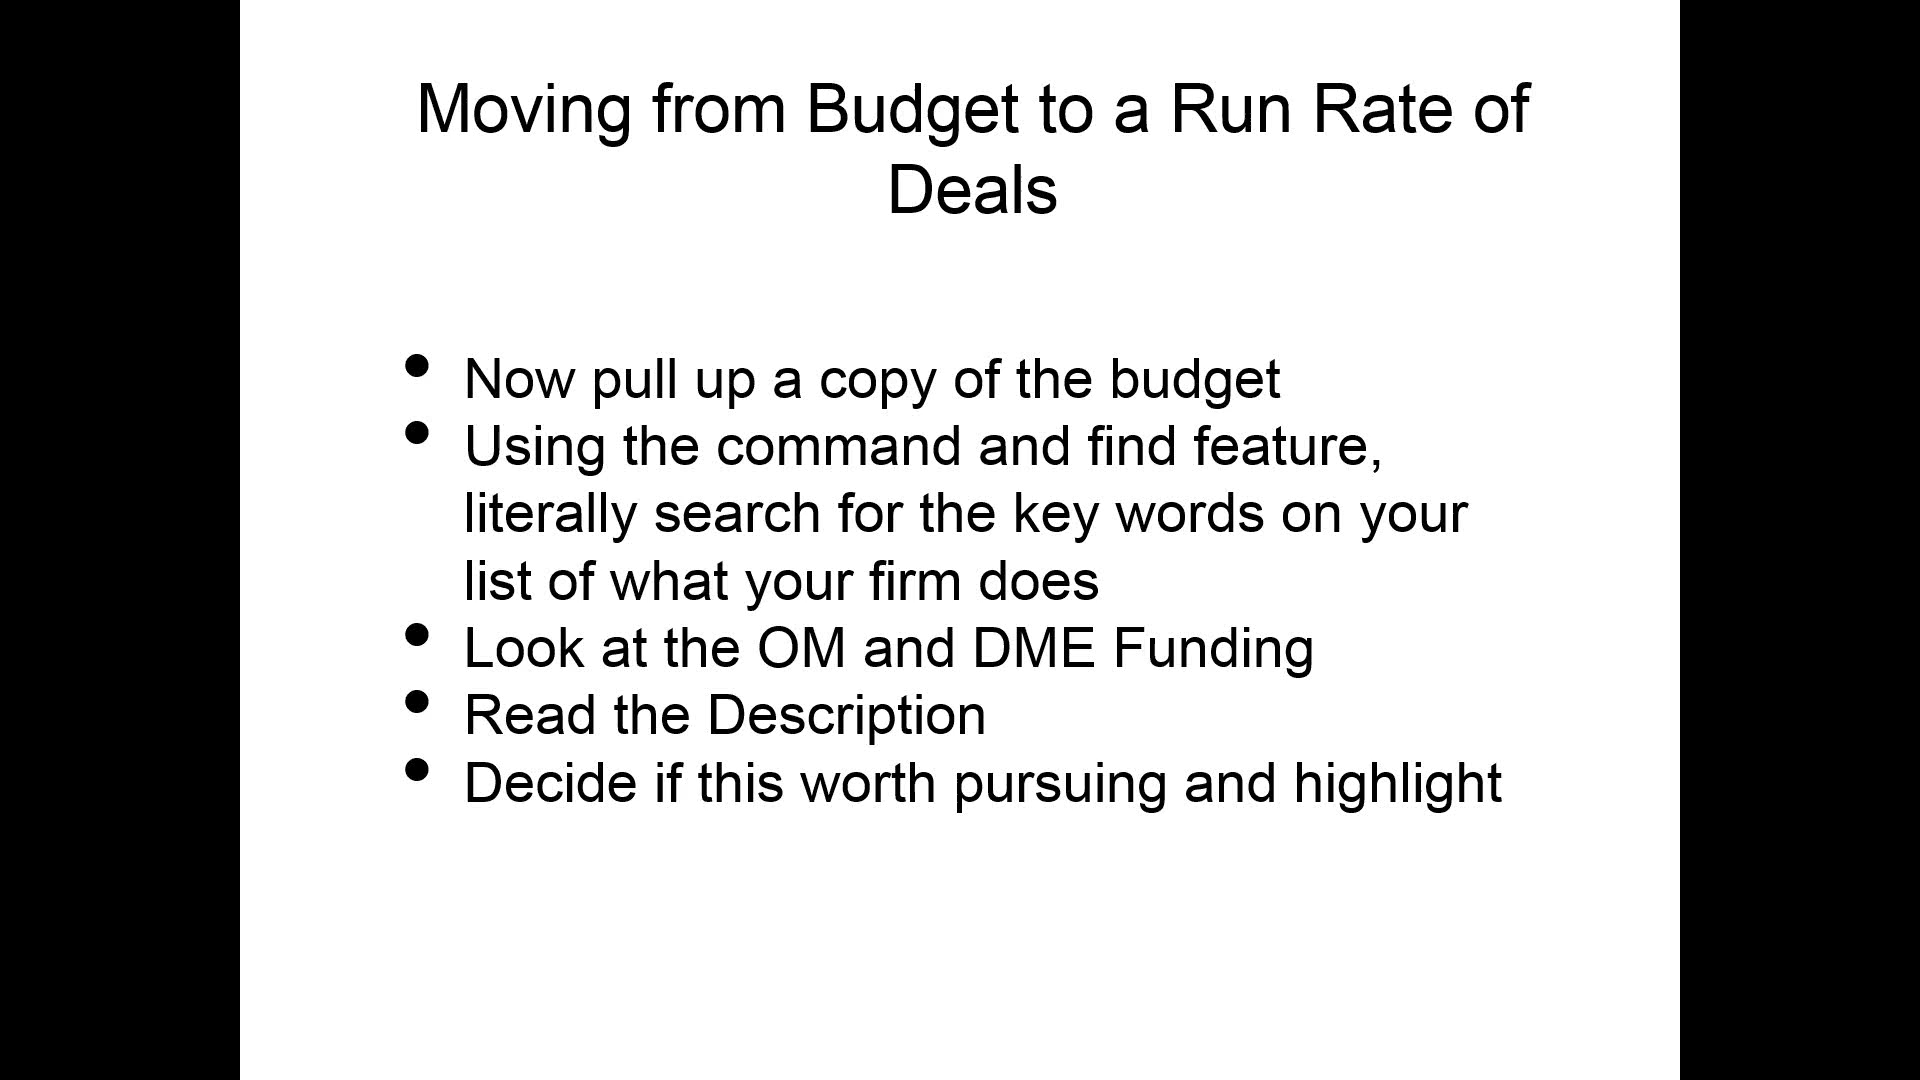 Moving from Budget to a Run Rate of
Deals
• Now pull up a copy of the budget
• Using the command and find feature,
literally search for the key words on your
list of what your firm does
• Look at the OM and DME Funding
• Read the Description
• Decide if this worth pursuing and highlight